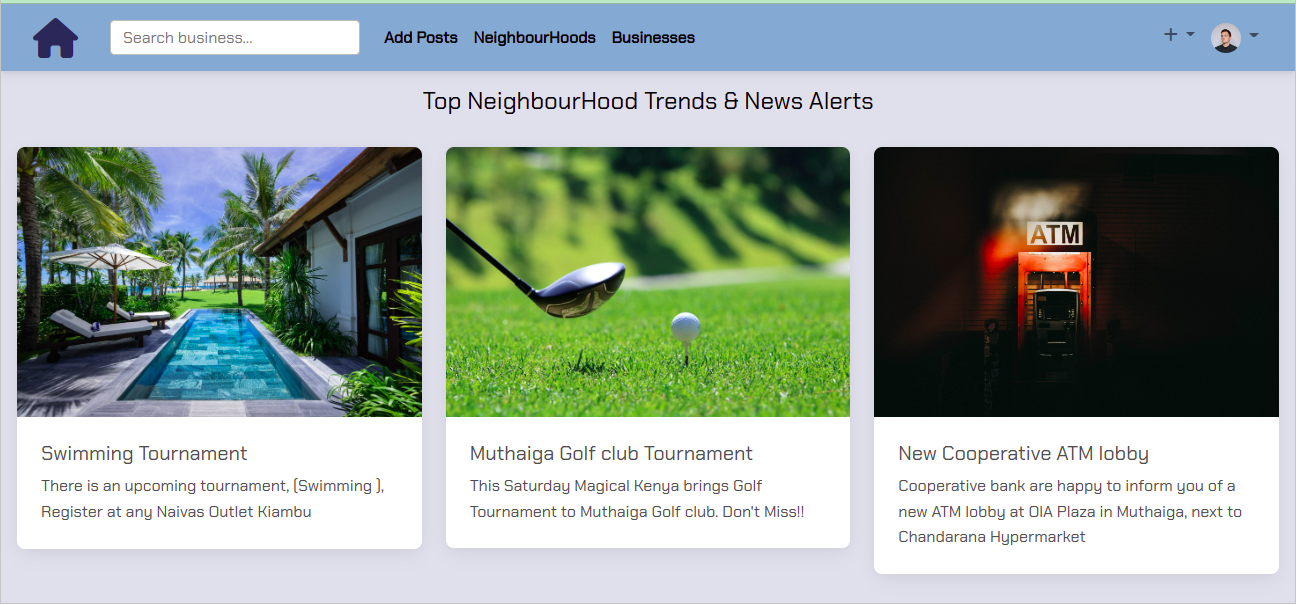 Search business...
Add Posts
NeighbourHoods
Businesses
Top NeighbourHood Trends & News Alerts
ATM
Swimming Tournament
There is an upcoming tournament, (Swimming ),
Register at any Naivas Outlet Kiambu
Muthaiga Golf club Tournament
This Saturday Magical Kenya brings Golf
Tournament to Muthaiga Golf club. Don't Miss!!
New Cooperative ATM lobby
Cooperative bank are happy to inform you of a
new ATM lobby at OIA Plaza in Muthaiga, next to
Chandarana Hypermarket